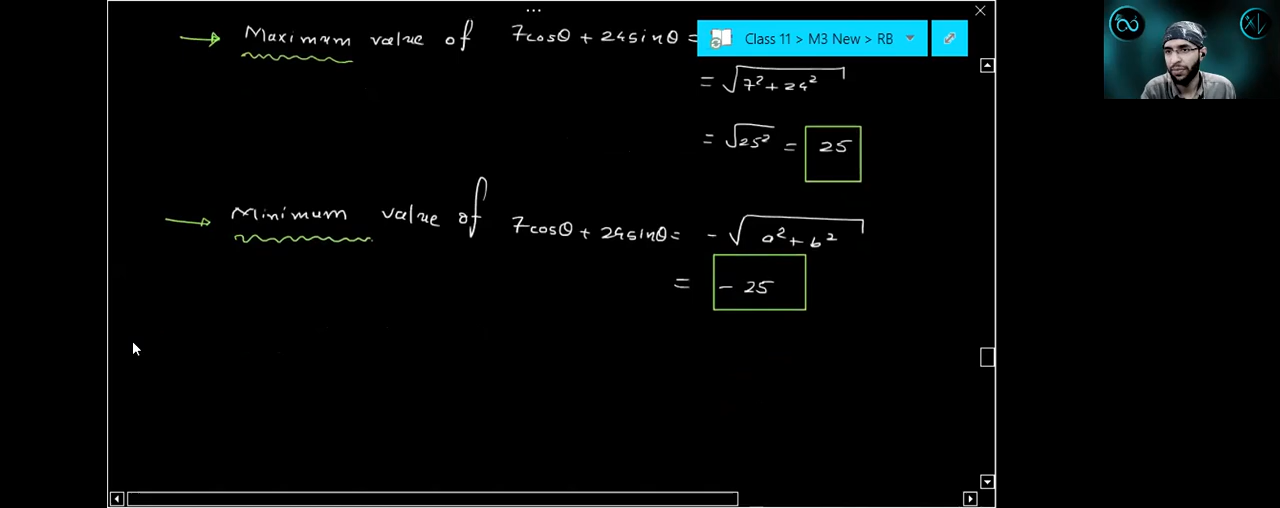 ...
Maximum value of 7cosθ + 24sinθ =
Class 11 > M3 New > RB
= √7² + 24²
= √25² = 25
Minimum value of 7cosθ + 24sinθ = - √a² + b²
= - 25